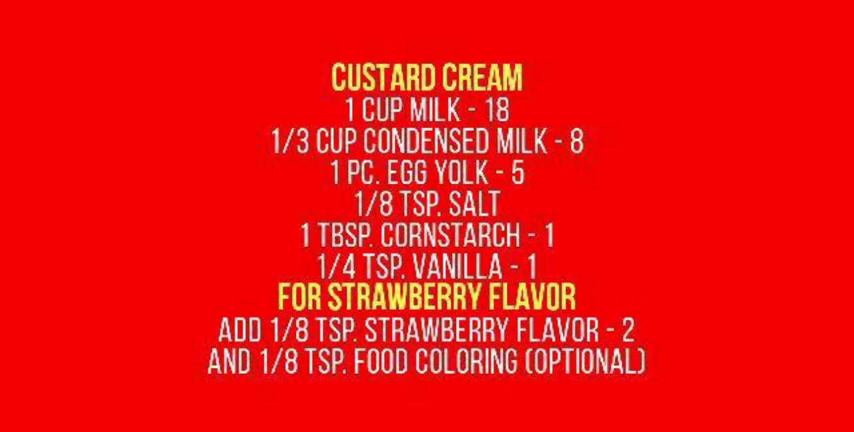 CUSTARD CREAM
1 CUP MILK - 18
1/3 CUP CONDENSED MILK - 8
1 PC. EGG YOLK - 5
1/8 TSP. SALT
1 TBSP. CORNSTARCH - 1
1/4 TSP. VANILLA - 1
FOR STRAWBERRY FLAVOR
ADD 1/8 TSP. STRAWBERRY FLAVOR - 2
AND 1/8 TSP. FOOD COLORING (OPTIONAL)